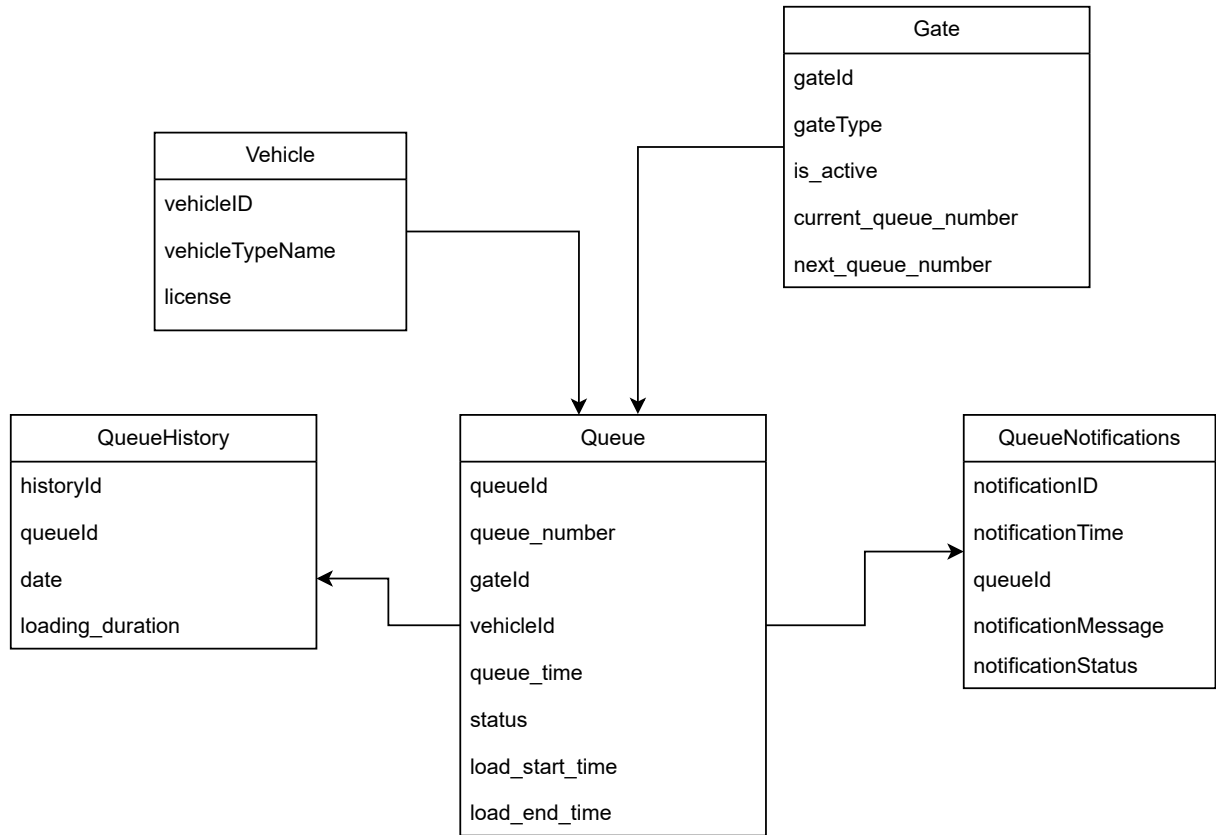 Gate
gateId
gateType
is_active
current_queue_number
next_queue_number
Vehicle
vehicleID
vehicleTypeName
license
QueueHistory
historyId
queueId
date
loading_duration
Queue
queueId
queue_number
gateId
vehicleId
queue_time
status
load_start_time
load_end_time
QueueNotifications
notificationID
notificationTime
queueId
notificationMessage
notificationStatus